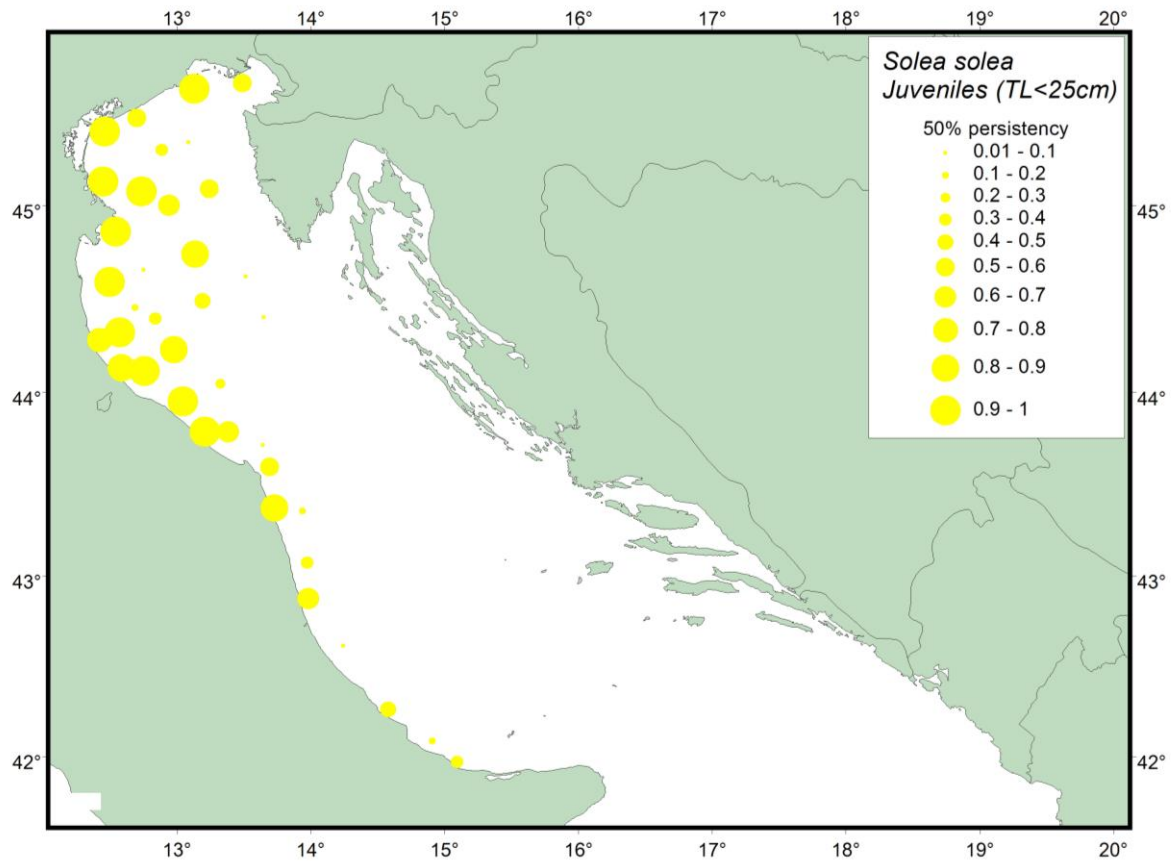 13° 14° 15° 16° 17° 18° 19° 20°
Solea solea
Juveniles (TL<25cm)
50% persistency
0.01 - 0.1
0.1 - 0.2
0.2 - 0.3
0.3 - 0.4
0.4 - 0.5
0.5 - 0.6
0.6 - 0.7
0.7 - 0.8
0.8 - 0.9
0.9 - 1
45° 45°
44° 44°
43° 43°
42° 42°
13° 14° 15° 16° 17° 18° 19° 20°